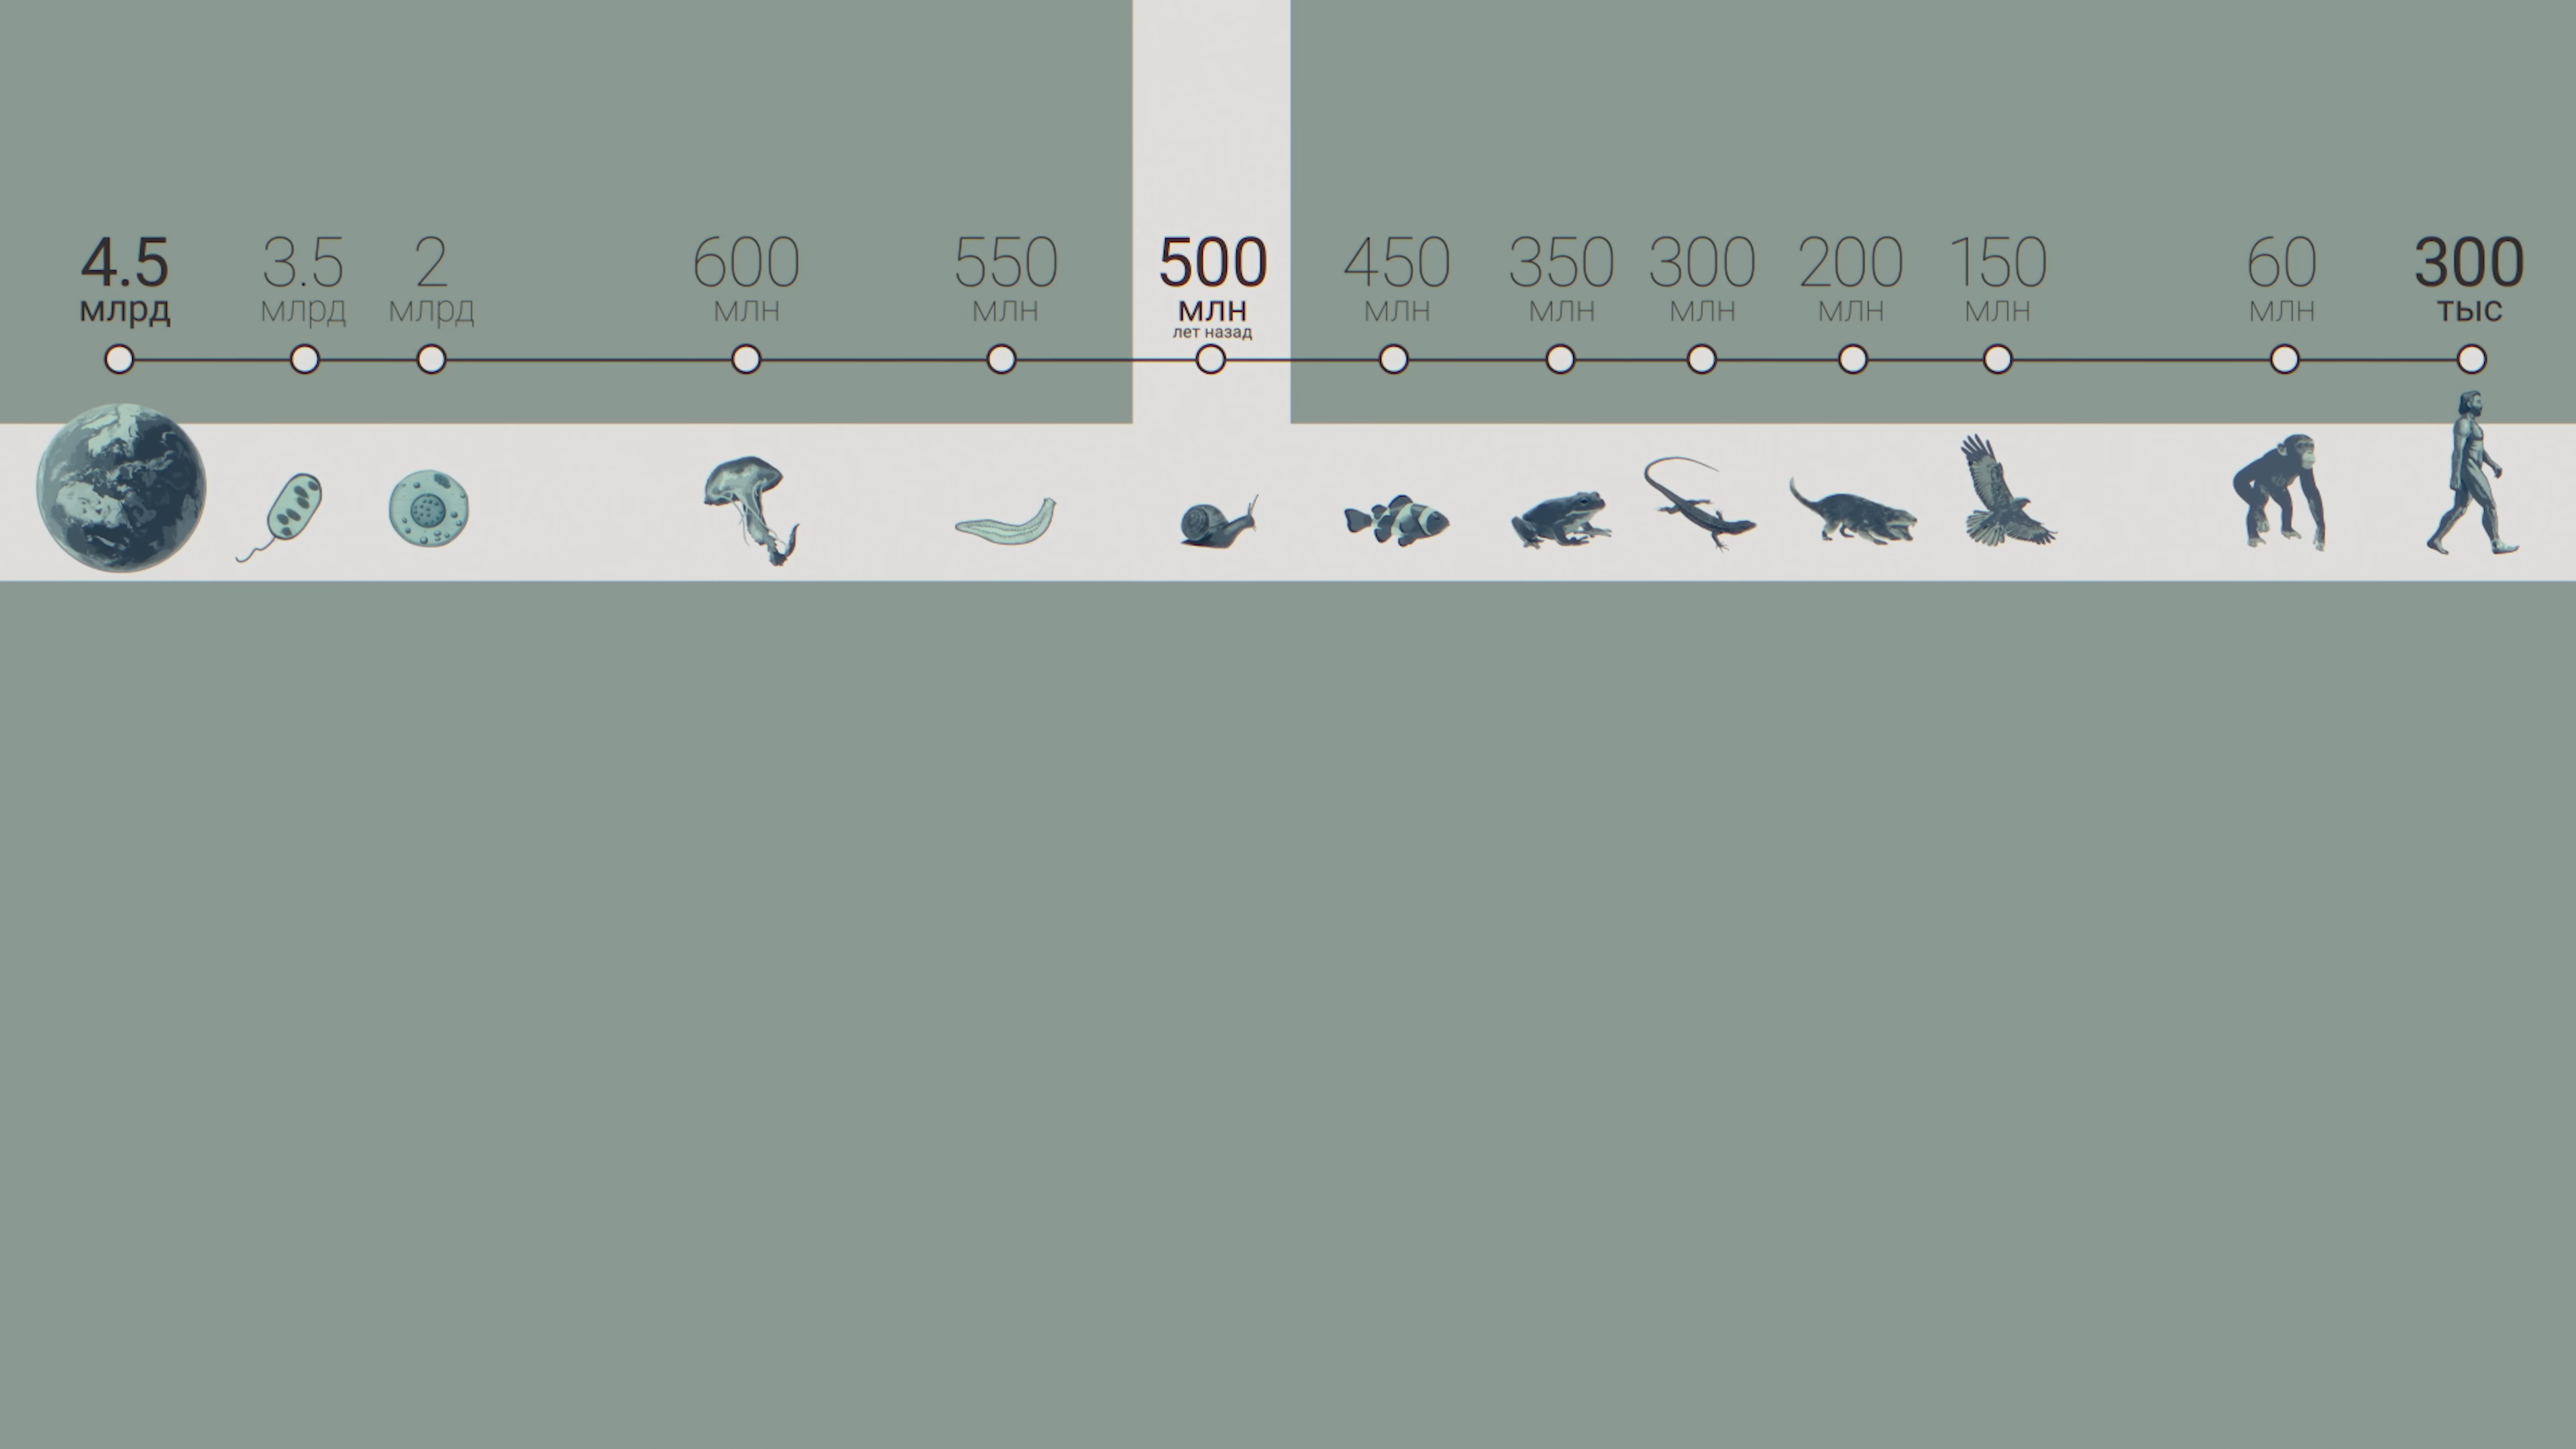 4.5 3.5 2 600 550 500 450 350 300 200 150 60 300
млрд млрд млрд млн млн млн млн млн млн млн млн млн тыс
лет назад